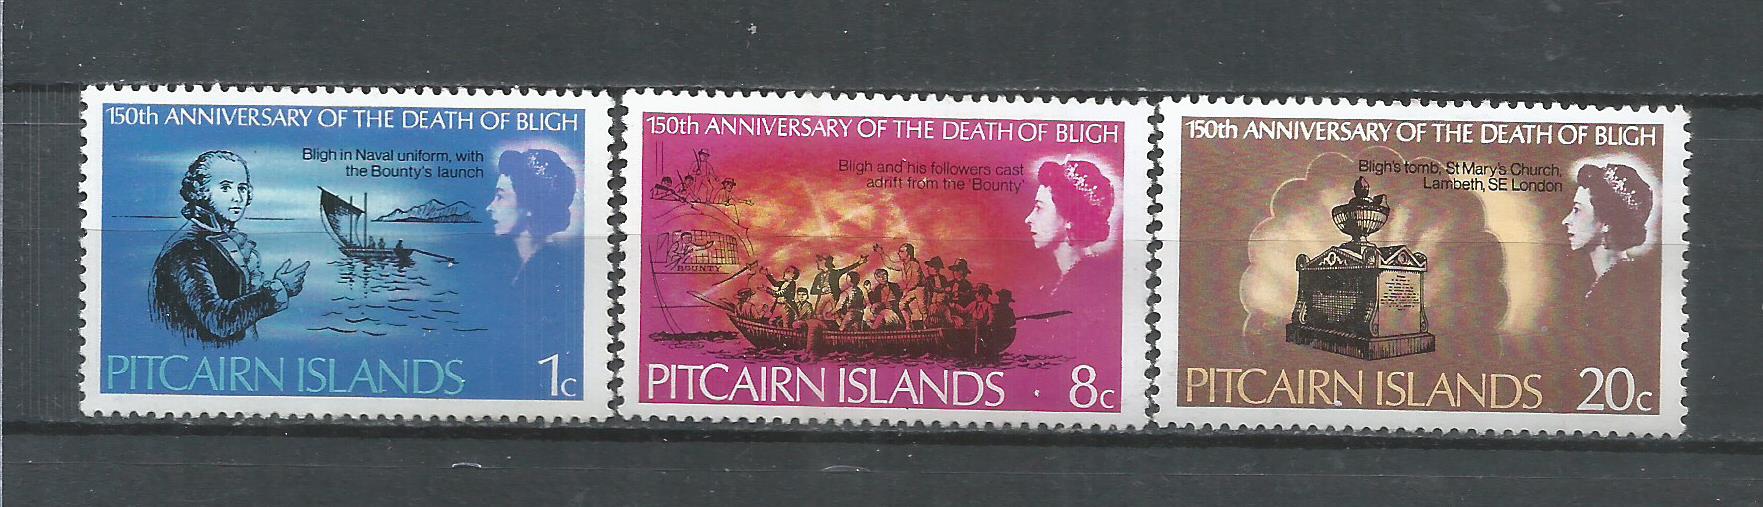 150th ANNIVERSARY OF THE DEATH OF BLIGH
Bligh in Naval uniform, with
the Bounty's launch
PITCAIRN ISLANDS 1c
150th ANNIVERSARY OF THE DEATH OF BLIGH
Bligh and his followers cast
adrift from the 'Bounty'
BOUNTY
PITCAIRN ISLANDS 8c
150th ANNIVERSARY OF THE DEATH OF BLIGH
Bligh's tomb, St Mary's Church,
Lambeth, SE London
PITCAIRN ISLANDS 20c